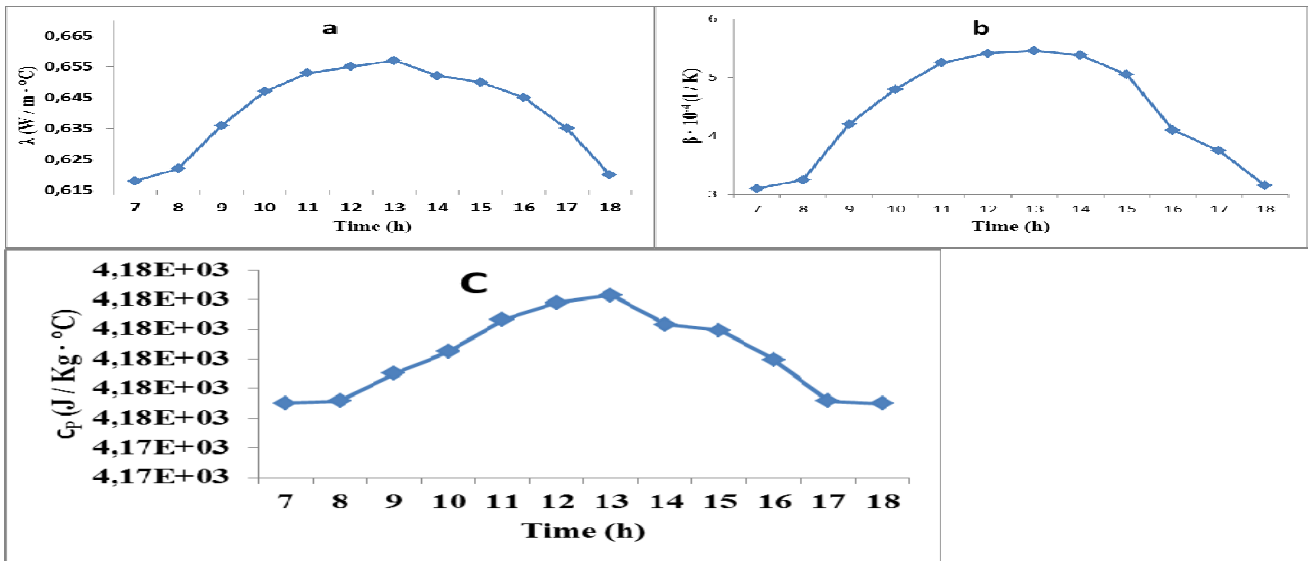 a
0,665
0,655
0,645
0,635
0,625
0,615
λ (W / m · °C)
7 8 9 10 11 12 13 14 15 16 17 18
Time (h)
b
6
5
4
3
β · 10⁻⁴ (1 / K)
7 8 9 10 11 12 13 14 15 16 17 18
Time (h)
C
4,18E+03
4,18E+03
4,18E+03
4,18E+03
4,18E+03
4,18E+03
4,17E+03
4,17E+03
cₚ (J / Kg · °C)
7 8 9 10 11 12 13 14 15 16 17 18
Time (h)